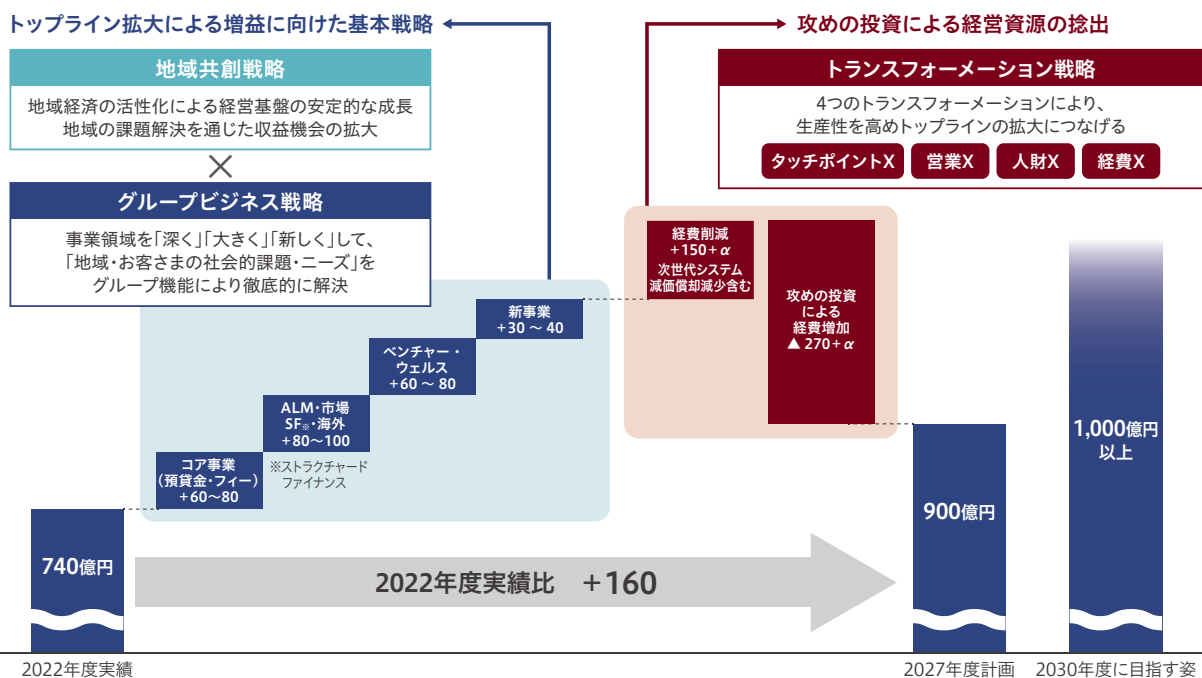 トップライン拡大による増益に向けた基本戦略
攻めの投資による経営資源の捻出
地域共創戦略
地域経済の活性化による経営基盤の安定的な成長
地域の課題解決を通じた収益機会の拡大
×
グループビジネス戦略
事業領域を「深く」「大きく」「新しく」して、
「地域・お客さまの社会的課題・ニーズ」を
グループ機能により徹底的に解決
トランスフォーメーション戦略
4つのトランスフォーメーションにより、
生産性を高めトップラインの拡大につなげる
タッチポイントX
営業X
人財X
経費X
740億円
コア事業
(預貸金・フィー)
+60~80
ALM・市場
SF※・海外
+80~100
※ストラクチャード
ファイナンス
ベンチャー・
ウェルス
+60 ~ 80
新事業
+30 ~ 40
経費削減
+150+α
次世代システム
減価償却減少含む
攻めの投資
による
経費増加
▲ 270+α
900億円
1,000億円
以上
2022年度実績比 +160
2022年度実績
2027年度計画
2030年度に目指す姿